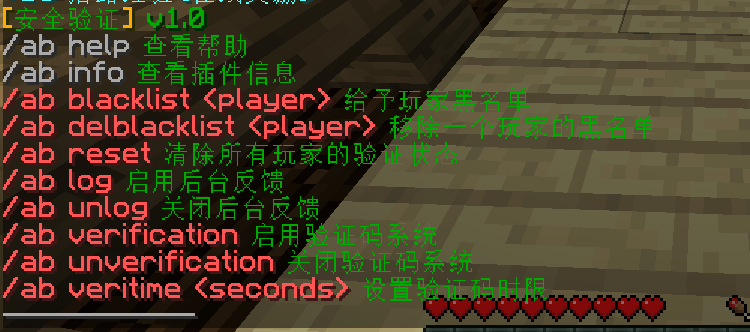 [安全验证] v1.0
/ab help 查看帮助
/ab info 查看插件信息
/ab blacklist <player> 给予玩家黑名单
/ab delblacklist <player> 移除一个玩家的黑名单
/ab reset 清除所有玩家的验证状态
/ab log 启用后台反馈
/ab unlog 关闭后台反馈
/ab verification 启用验证码系统
/ab unverification 关闭验证码系统
/ab veritime <seconds> 设置验证码时限